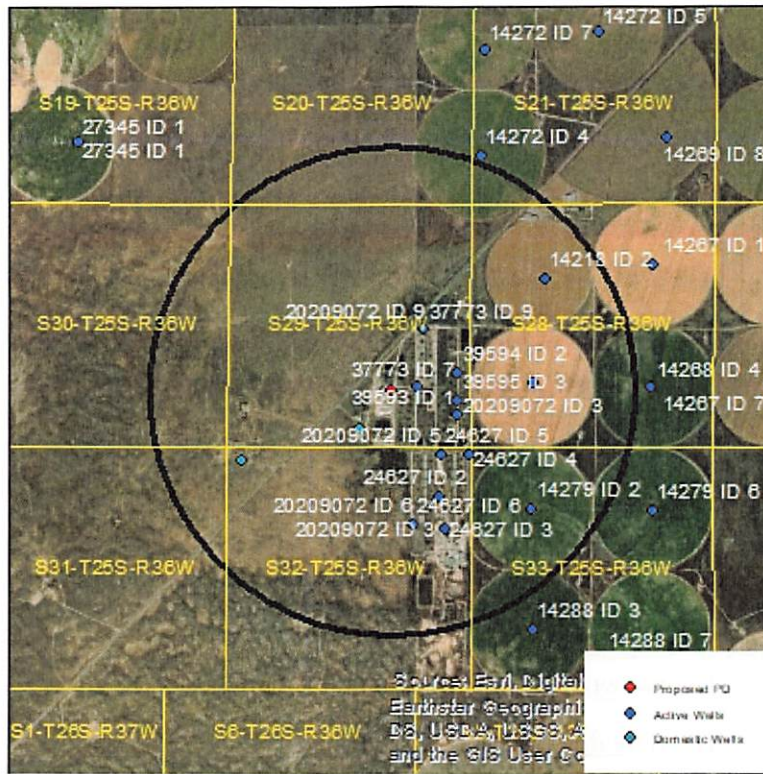 14272 ID 5
14272 ID 7
S19-T25S-R36W
S20-T25S-R36W
S21-T25S-R36W
27345 ID 1
27345 ID 1
14272 ID 4
14269 ID 8
14267 ID 1
14213 ID 2
20209072 ID 9
37773 ID 9
S30-T25S-R36W
S29-T25S-R36W
S28-T25S-R36W
39594 ID 2
37773 ID 7
39595 ID 3
14268 ID 4
39593 ID 1
20209072 ID 3
14267 ID 7
20209072 ID 5
24627 ID 5
24627 ID 4
24627 ID 2
14279 ID 2
14279 ID 6
20209072 ID 6
24627 ID 6
20209072 ID 3
24627 ID 3
S31-T25S-R36W
S32-T25S-R36W
S33-T25S-R36W
14288 ID 3
14288 ID 7
Source: Esri, Digital
Earthstar Geographi
DS, USDA, USGS, A
and the GIS User Co
S1-T26S-R37W
S6-T26S-R36W
Proposed PD
Active Wells
Domestic Wells